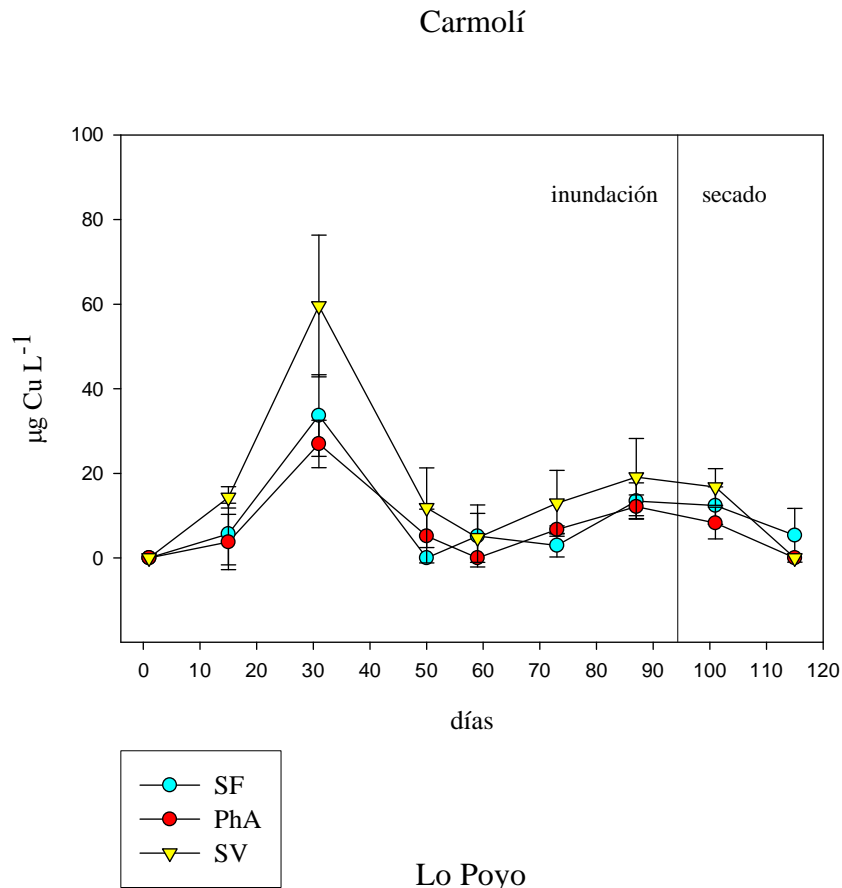 Carmolí
100
80
60
40
20
0
µg Cu L-1
inundación secado
0 10 20 30 40 50 60 70 80 90 100 110 120
días
SF
PhA
SV
Lo Poyo